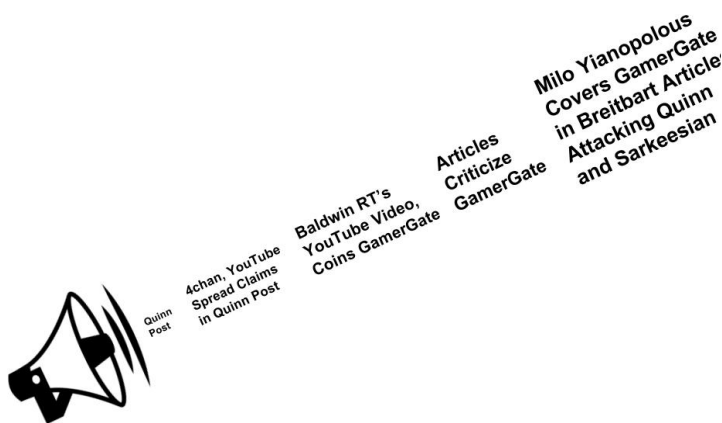 Quinn
Post
4chan, YouTube
Spread Claims
in Quinn Post
Baldwin RT's
YouTube Video,
Coins GamerGate
Articles
Criticize
GamerGate
Milo Yianopolous
Covers GamerGate
in Breitbart Articles
Attacking Quinn
and Sarkeesian